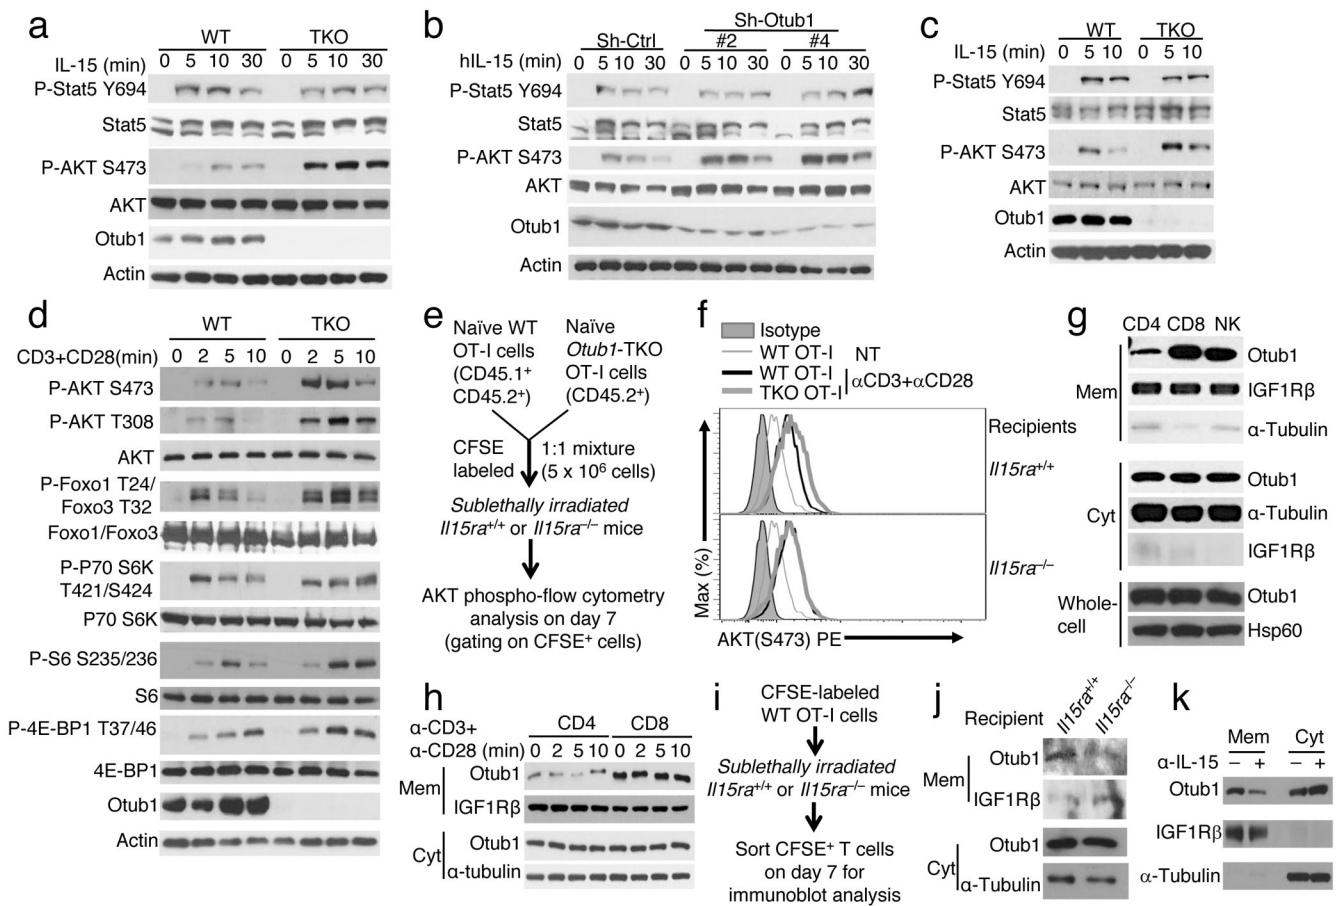 a
WT TKO
IL-15 (min) 0 5 10 30 0 5 10 30
P-Stat5 Y694
Stat5
P-AKT S473
AKT
Otub1
Actin
b
Sh-Otub1
Sh-Ctrl #2 #4
hIL-15 (min) 0 5 10 30 0 5 10 30 0 5 10 30
P-Stat5 Y694
Stat5
P-AKT S473
AKT
Otub1
Actin
c
WT TKO
IL-15 (min) 0 5 10 0 5 10
P-Stat5 Y694
Stat5
P-AKT S473
AKT
Otub1
Actin
d
WT TKO
CD3+CD28(min) 0 2 5 10 0 2 5 10
P-AKT S473
P-AKT T308
AKT
P-Foxo1 T24/
Foxo3 T32
Foxo1/Foxo3
P-P70 S6K
T421/S424
P70 S6K
P-S6 S235/236
S6
P-4E-BP1 T37/46
4E-BP1
Otub1
Actin
e
Naïve WT
OT-I cells
(CD45.1⁺
CD45.2⁺)
Naïve
Otub1-TKO
OT-I cells
(CD45.2⁺)
CFSE
labeled
1:1 mixture
(5 x 10⁶ cells)
Sublethally irradiated
Il15ra⁺/⁺ or Il15ra⁻/⁻ mice
AKT phospho-flow cytometry
analysis on day 7
(gating on CFSE⁺ cells)
f
Isotype
WT OT-I NT
WT OT-I
TKO OT-I
αCD3+αCD28
Recipients
Il15ra⁺/⁺
Il15ra⁻/⁻
Max (%)
AKT(S473) PE
g
CD4 CD8 NK
Mem
Otub1
IGF1Rβ
α-Tubulin
Cyt
Otub1
α-Tubulin
IGF1Rβ
Whole-
cell
Otub1
Hsp60
h
α-CD3+
α-CD28 (min)
CD4 CD8
0 2 5 10 0 2 5 10
Mem
Otub1
IGF1Rβ
Cyt
Otub1
α-tubulin
i
CFSE-labeled
WT OT-I cells
Sublethally irradiated
Il15ra⁺/⁺ or Il15ra⁻/⁻ mice
Sort CFSE⁺ T cells
on day 7 for
immunoblot analysis
j
Recipient Il15ra⁺/⁺ Il15ra⁻/⁻
Mem
Otub1
IGF1Rβ
Cyt
Otub1
α-Tubulin
k
Mem Cyt
α-IL-15 – + – +
Otub1
IGF1Rβ
α-Tubulin